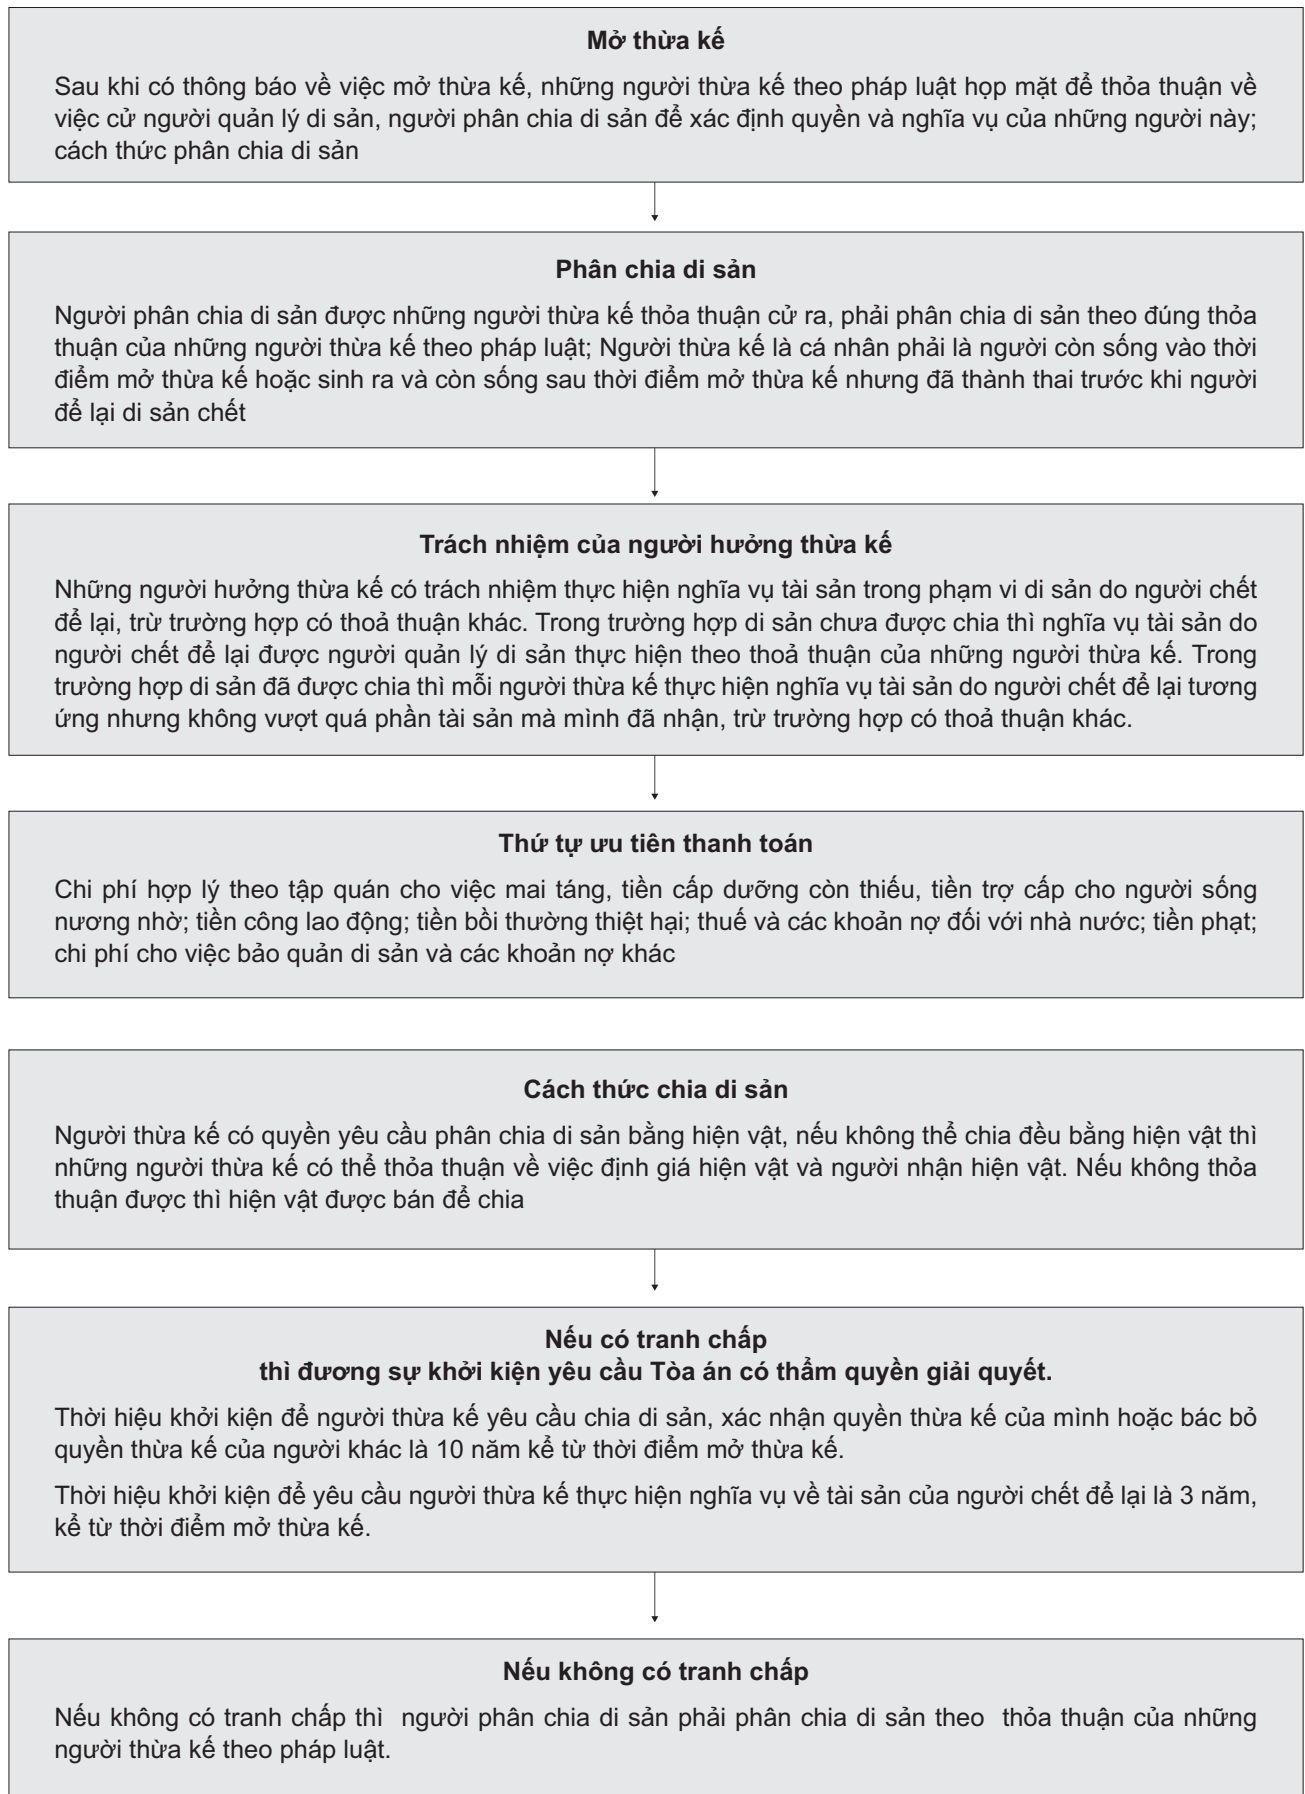 Mở thừa kế
Sau khi có thông báo về việc mở thừa kế, những người thừa kế theo pháp luật họp mặt để thỏa thuận về
việc cử người quản lý di sản, người phân chia di sản để xác định quyền và nghĩa vụ của những người này;
cách thức phân chia di sản
Phân chia di sản
Người phân chia di sản được những người thừa kế thỏa thuận cử ra, phải phân chia di sản theo đúng thỏa
thuận của những người thừa kế theo pháp luật; Người thừa kế là cá nhân phải là người còn sống vào thời
điểm mở thừa kế hoặc sinh ra và còn sống sau thời điểm mở thừa kế nhưng đã thành thai trước khi người
để lại di sản chết
Trách nhiệm của người hưởng thừa kế
Những người hưởng thừa kế có trách nhiệm thực hiện nghĩa vụ tài sản trong phạm vi di sản do người chết
để lại, trừ trường hợp có thoả thuận khác. Trong trường hợp di sản chưa được chia thì nghĩa vụ tài sản do
người chết để lại được người quản lý di sản thực hiện theo thoả thuận của những người thừa kế. Trong
trường hợp di sản đã được chia thì mỗi người thừa kế thực hiện nghĩa vụ tài sản do người chết để lại tương
ứng nhưng không vượt quá phần tài sản mà mình đã nhận, trừ trường hợp có thoả thuận khác.
Thứ tự ưu tiên thanh toán
Chi phí hợp lý theo tập quán cho việc mai táng, tiền cấp dưỡng còn thiếu, tiền trợ cấp cho người sống
nương nhờ; tiền công lao động; tiền bồi thường thiệt hại; thuế và các khoản nợ đối với nhà nước; tiền phạt;
chi phí cho việc bảo quản di sản và các khoản nợ khác
Cách thức chia di sản
Người thừa kế có quyền yêu cầu phân chia di sản bằng hiện vật, nếu không thể chia đều bằng hiện vật thì
những người thừa kế có thể thỏa thuận về việc định giá hiện vật và người nhận hiện vật. Nếu không thỏa
thuận được thì hiện vật được bán để chia
Nếu có tranh chấp
thì đương sự khởi kiện yêu cầu Tòa án có thẩm quyền giải quyết.
Thời hiệu khởi kiện để người thừa kế yêu cầu chia di sản, xác nhận quyền thừa kế của mình hoặc bác bỏ
quyền thừa kế của người khác là 10 năm kể từ thời điểm mở thừa kế.
Thời hiệu khởi kiện để yêu cầu người thừa kế thực hiện nghĩa vụ về tài sản của người chết để lại là 3 năm,
kể từ thời điểm mở thừa kế.
Nếu không có tranh chấp
Nếu không có tranh chấp thì người phân chia di sản phải phân chia di sản theo thỏa thuận của những
người thừa kế theo pháp luật.